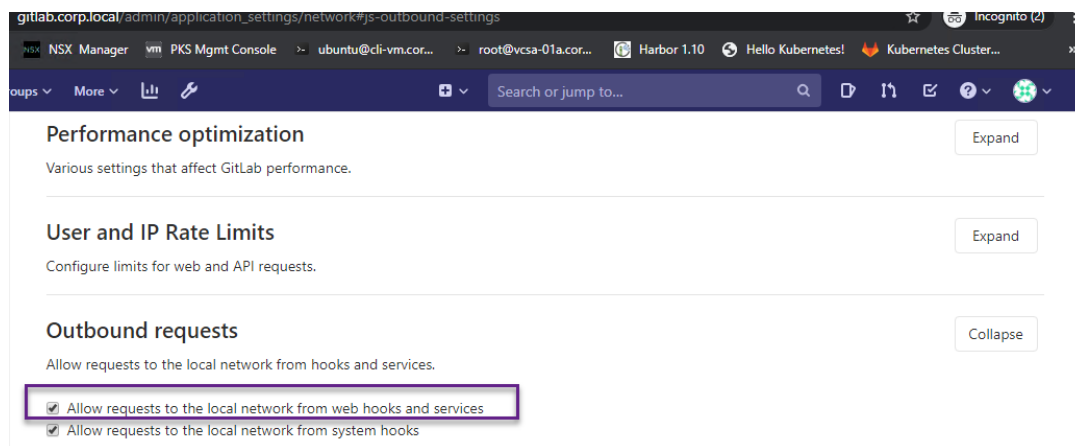 gitlab.corp.local/admin/application_settings/network#js-outbound-settings
Incognito (2)
NSX NSX Manager vm PKS Mgmt Console ubuntu@cli-vm.cor... root@vcsa-01a.cor... Harbor 1.10 Hello Kubernetes! Kubernetes Cluster... »
oups More Search or jump to...
Performance optimization
Expand
Various settings that affect GitLab performance.
User and IP Rate Limits
Expand
Configure limits for web and API requests.
Outbound requests
Collapse
Allow requests to the local network from hooks and services.
Allow requests to the local network from web hooks and services
Allow requests to the local network from system hooks